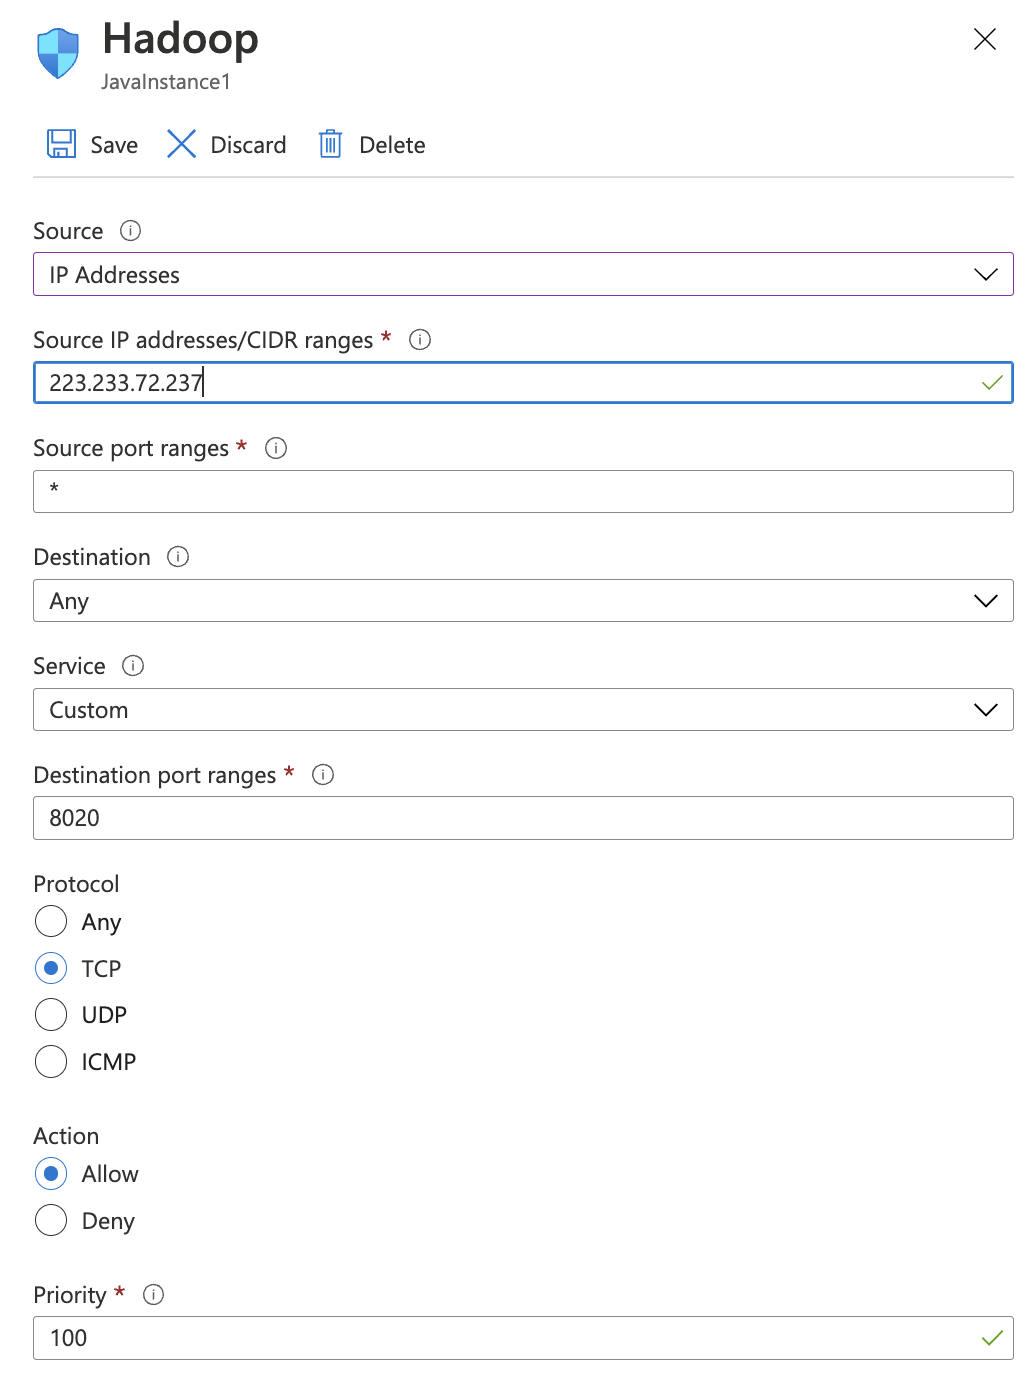 Hadoop
JavaInstance1
Save Discard Delete
Source
IP Addresses
Source IP addresses/CIDR ranges *
223.233.72.237
Source port ranges *
*
Destination
Any
Service
Custom
Destination port ranges *
8020
Protocol
Any
TCP
UDP
ICMP
Action
Allow
Deny
Priority *
100